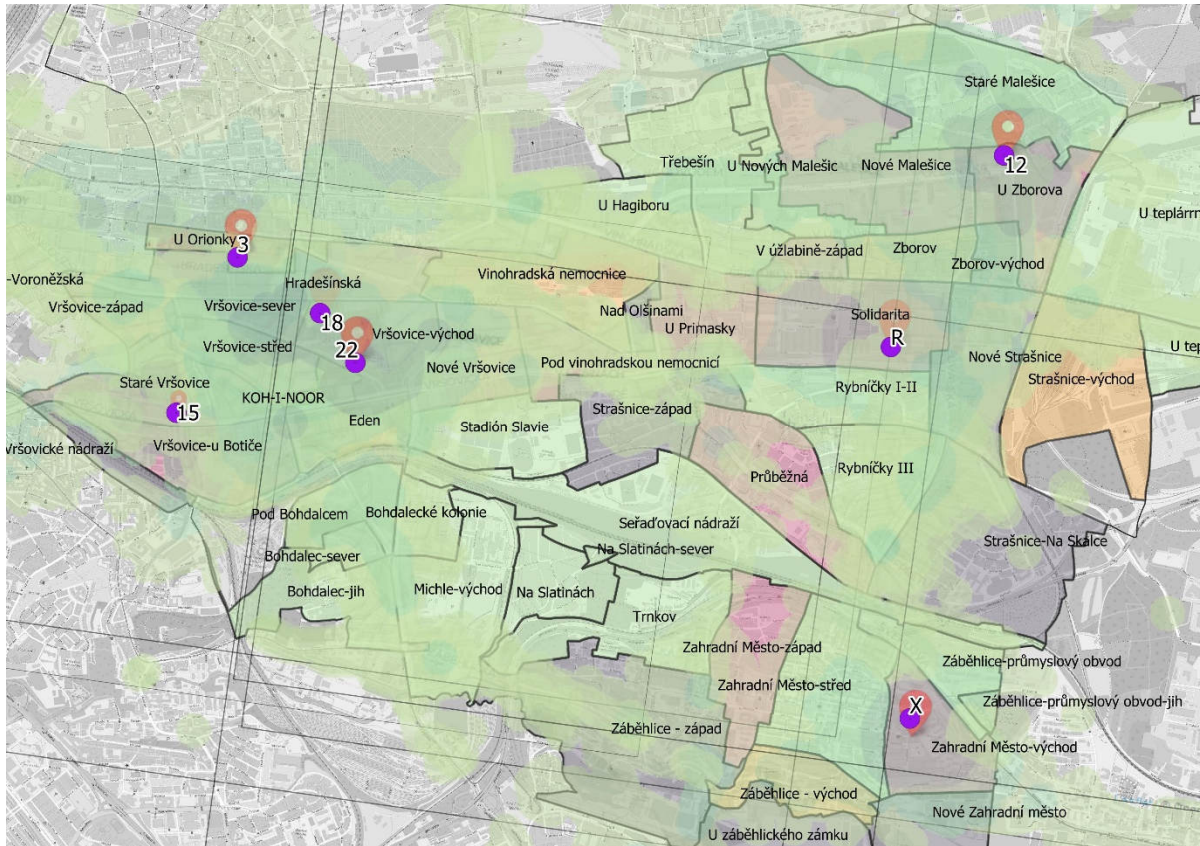 Staré Malešice
Třebešín
U Nových Malešic
Nové Malešice
12
U Zborova
U Hagiboru
U teplárny
U Orionky
3
V úžlabině-západ
Zborov
Zborov-východ
-Voroněžská
Hradešínská
Vinohradská nemocnice
Vršovice-západ
Vršovice-sever
18
Nad Olšinami
Solidarita
U Primasky
R
Vršovice-východ
Vršovice-střed
22
Nové Vršovice
Pod vinohradskou nemocnicí
Nové Strašnice
U tep
Strašnice-východ
Staré Vršovice
KOH-I-NOOR
Rybníčky I-II
15
Strašnice-západ
Eden
Stadión Slavie
Vršovické nádraží
Vršovice-u Botiče
Průběžná
Rybníčky III
Pod Bohdalcem
Bohdalecké kolonie
Seřaďovací nádraží
Na Slatinách-sever
Strašnice-Na Skalce
Bohdalec-sever
Bohdalec-jih
Michle-východ
Na Slatinách
Trnkov
Zahradní Město-západ
Záběhlice-průmyslový obvod
Zahradní Město-střed
Záběhlice-průmyslový obvod-jih
X
Záběhlice - západ
Zahradní Město-východ
Záběhlice - východ
Nové Zahradní město
U záběhlického zámku